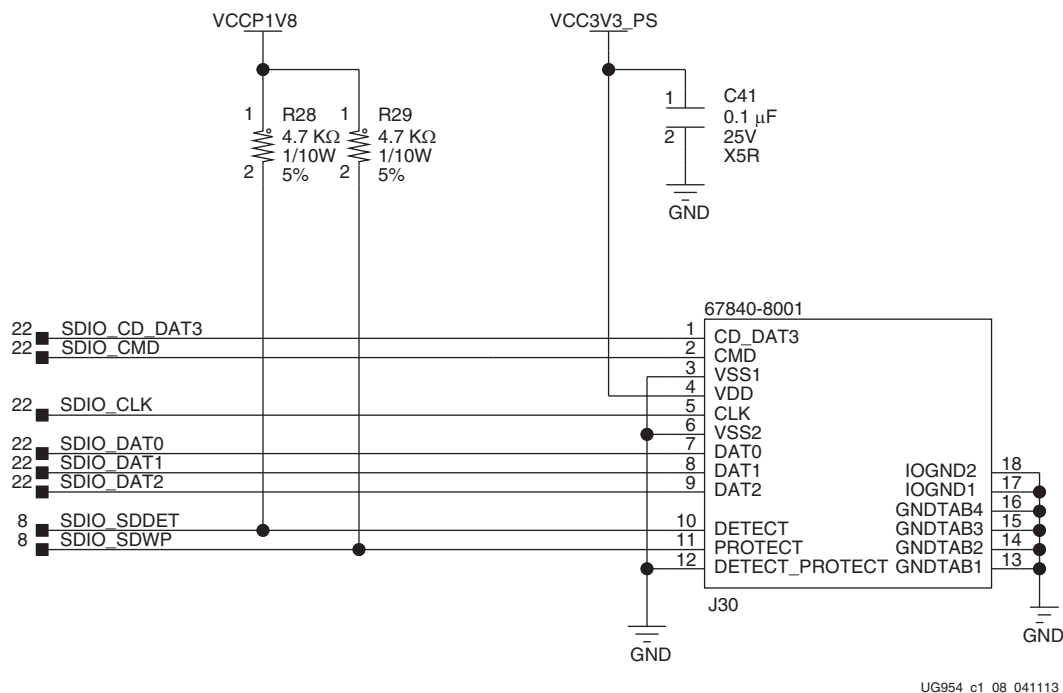 VCCP1V8
VCC3V3_PS
1
R28
4.7 KΩ
1/10W
5%
2
1
R29
4.7 KΩ
1/10W
5%
2
1
C41
0.1 μF
25V
X5R
2
GND
67840-8001
22 SDIO_CD_DAT3 1 CD_DAT3
22 SDIO_CMD 2 CMD
3 VSS1
4 VDD
22 SDIO_CLK 5 CLK
6 VSS2
22 SDIO_DAT0 7 DAT0
22 SDIO_DAT1 8 DAT1 IOGND2 18
22 SDIO_DAT2 9 DAT2 IOGND1 17
GNDTAB4 16
8 SDIO_SDDET 10 DETECT GNDTAB3 15
8 SDIO_SDWP 11 PROTECT GNDTAB2 14
12 DETECT_PROTECT GNDTAB1 13
J30
GND
GND
UG954_c1_08_041113